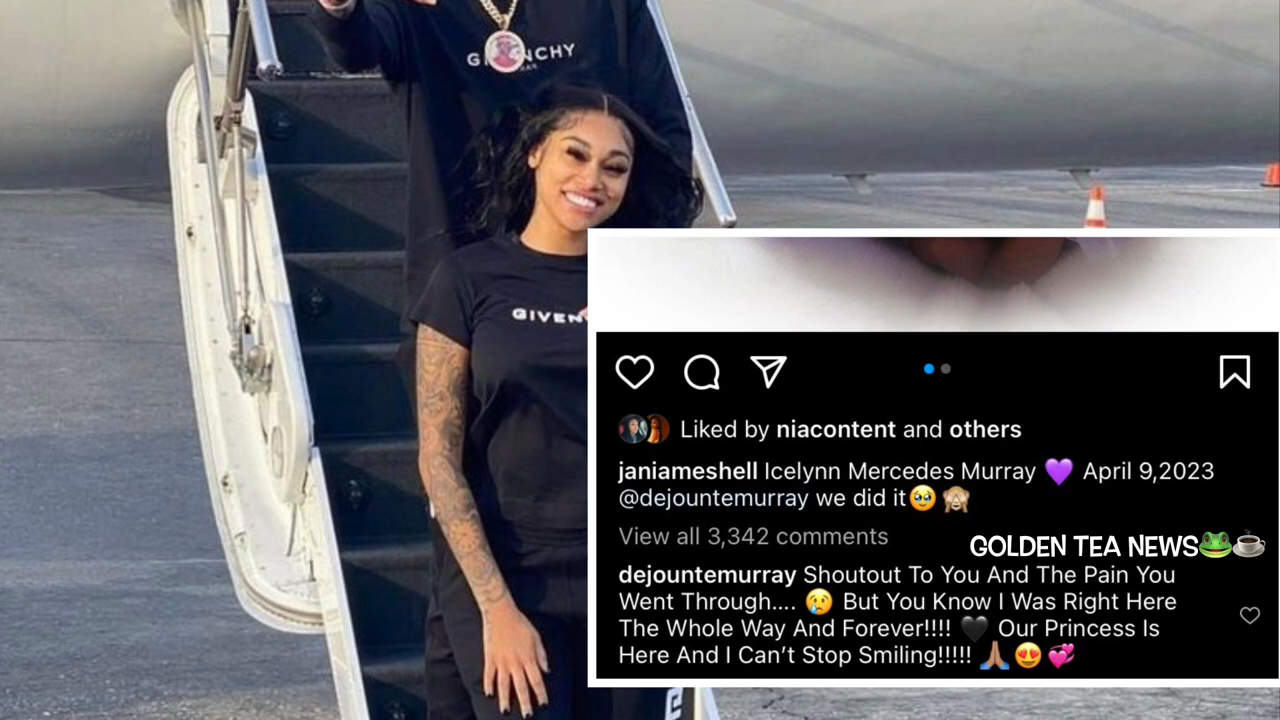 GIVENCHY
GIVEN
Liked by niacontent and others
janiameshell Icelynn Mercedes Murray 💜 April 9,2023
@dejountemurray we did it🥹🙈
View all 3,342 comments
GOLDEN TEA NEWS🐸☕
dejountemurray Shoutout To You And The Pain You
Went Through.... 😢 But You Know I Was Right Here
The Whole Way And Forever!!!! 🖤 Our Princess Is
Here And I Can’t Stop Smiling!!!!! 🙏🏽😍💞